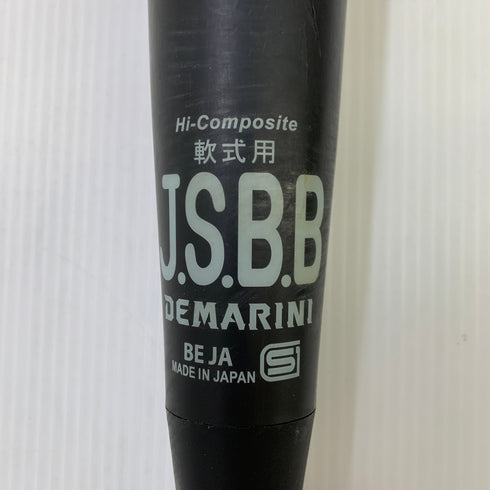 Hi-Composite
軟式用
J.S.B.B
DEMARINI
BE JA
MADE IN JAPAN